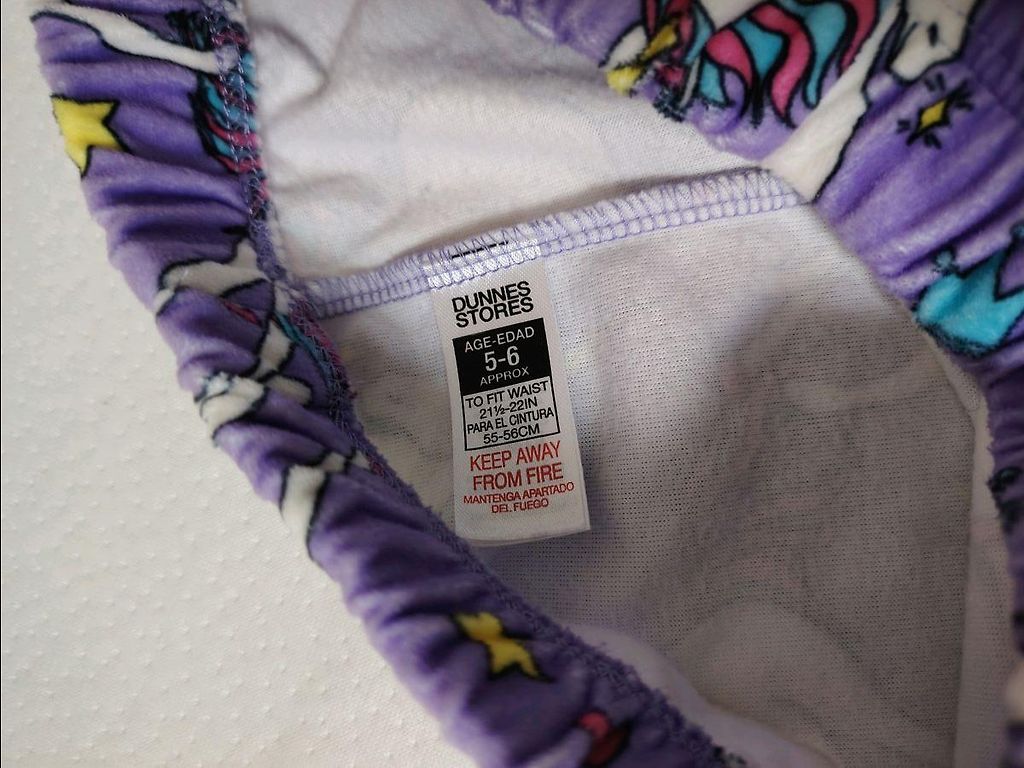 DUNNES
STORES
AGE-EDAD
5-6
APPROX
TO FIT WAIST
21½-22IN
PARA EL CINTURA
55-56CM
KEEP AWAY
FROM FIRE
MANTENGA APARTADO
DEL FUEGO